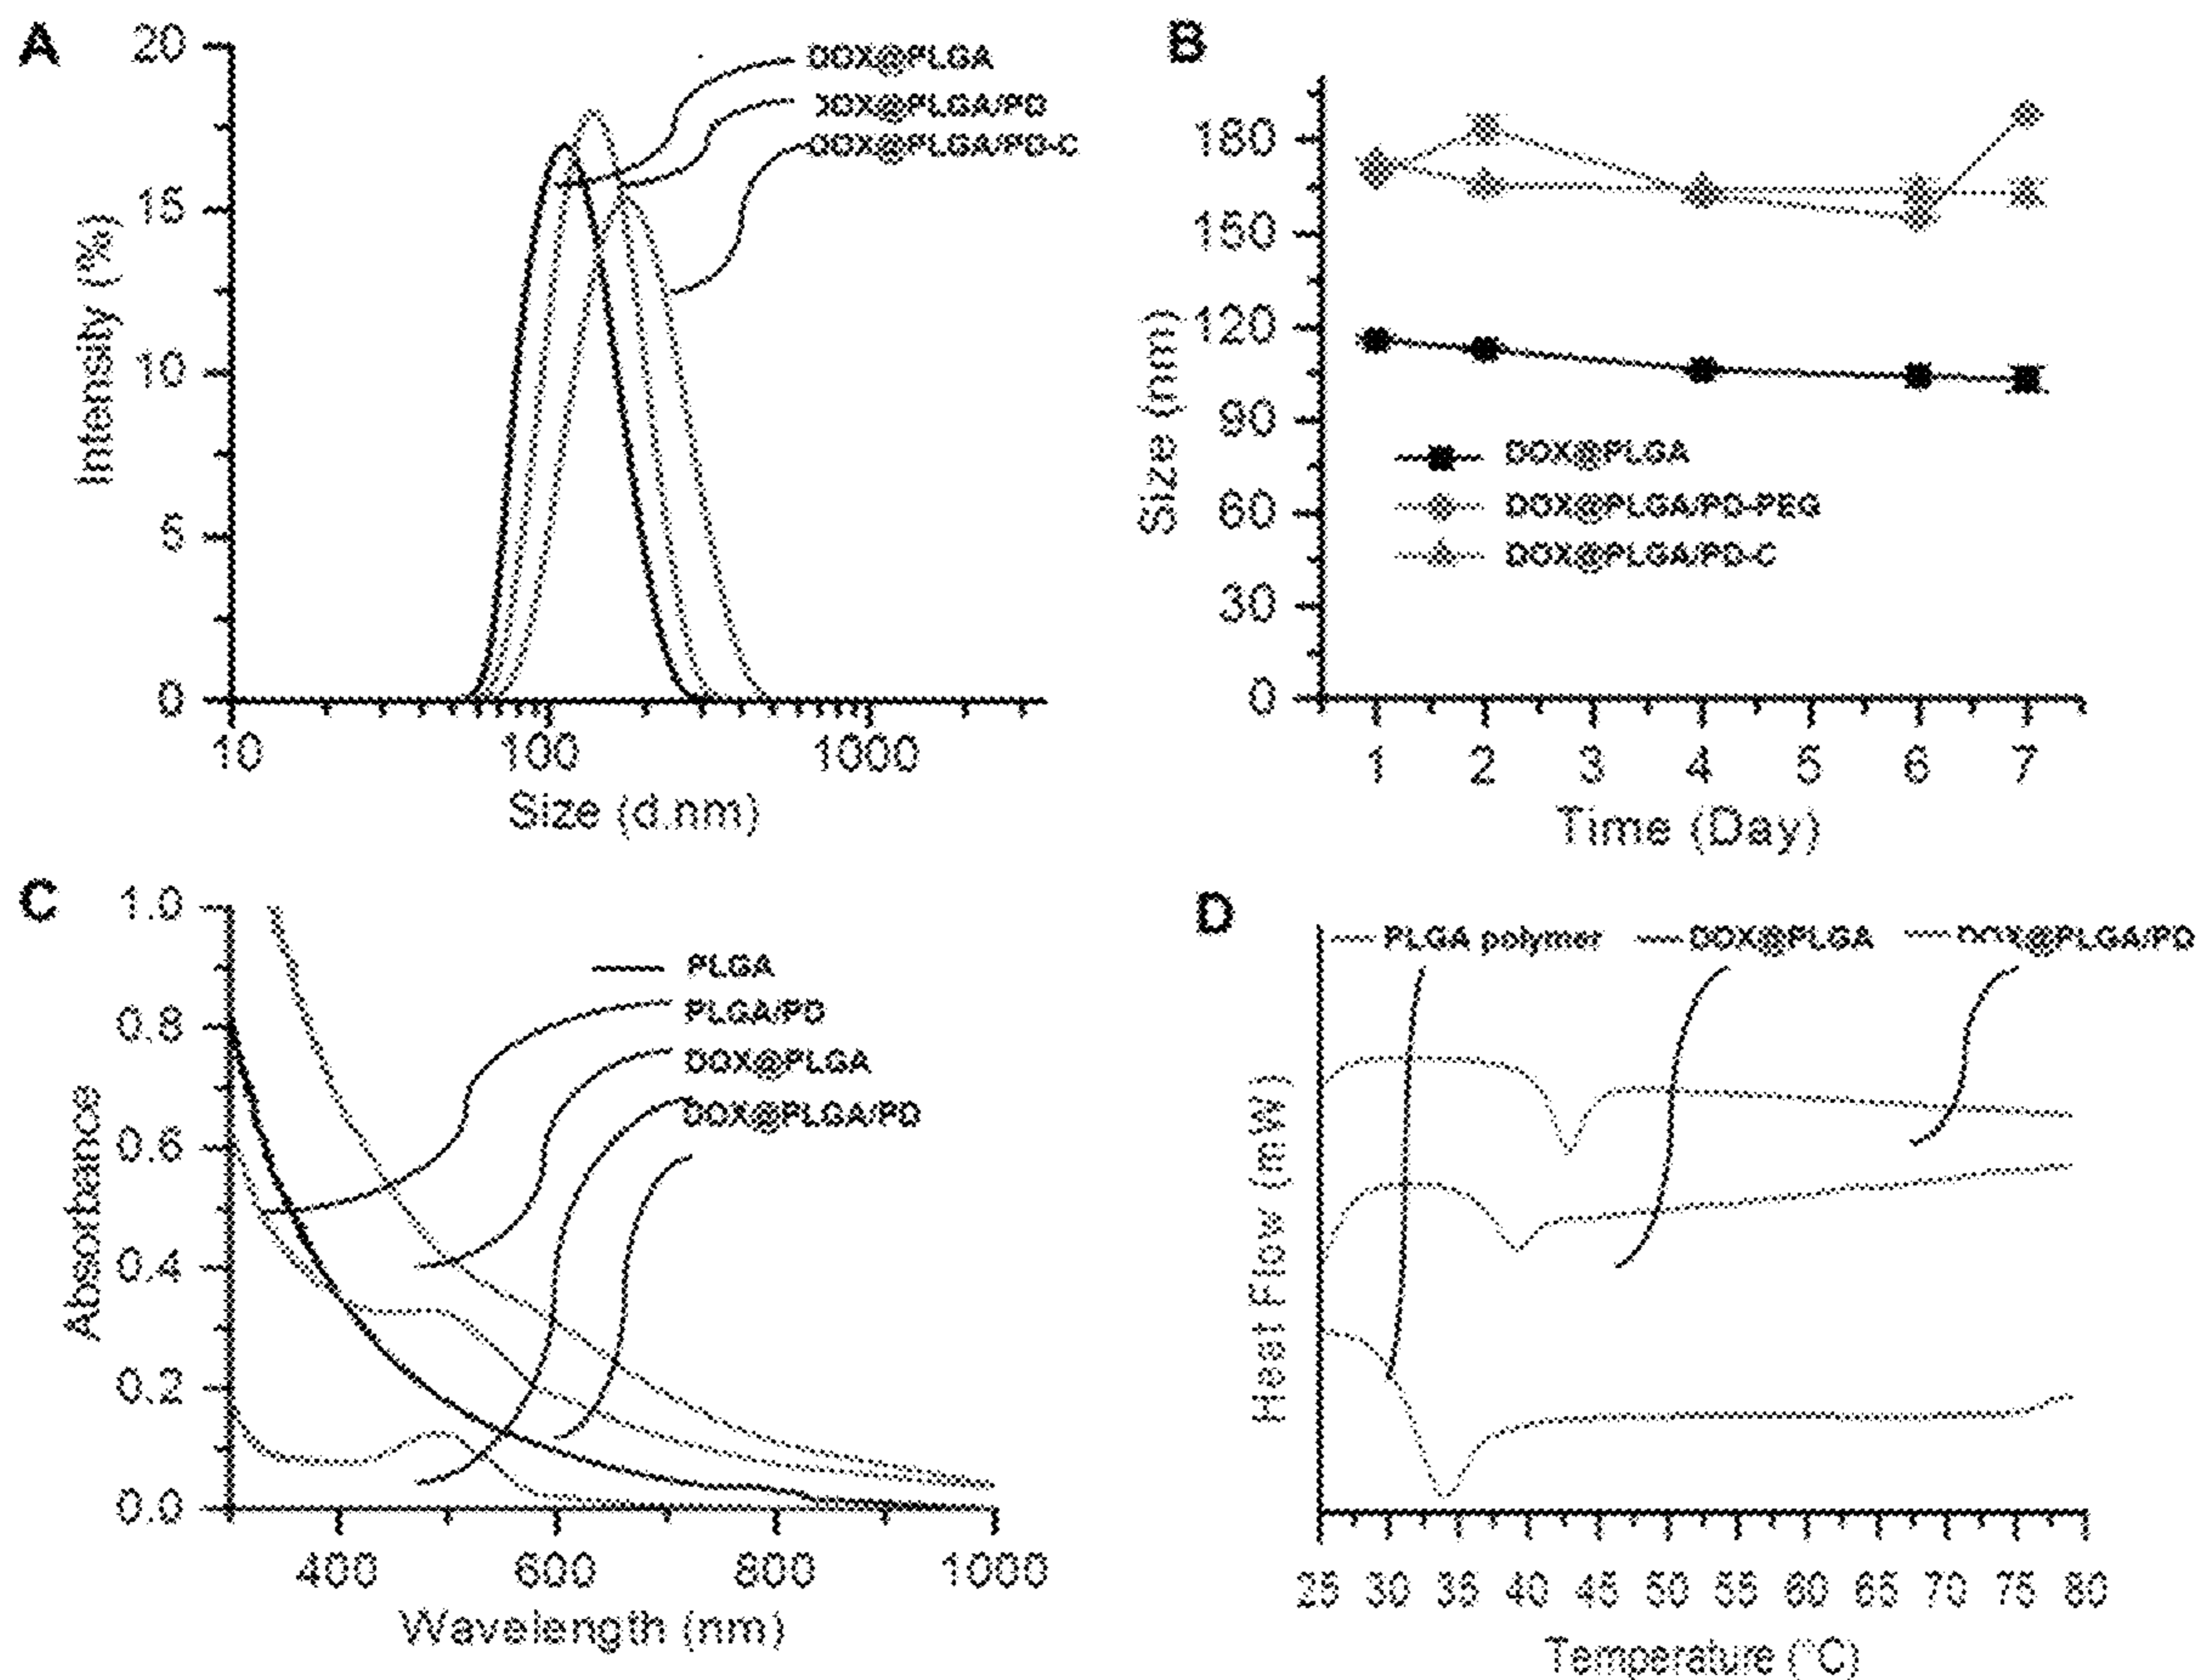 A
20
15
10
5
0
Intensity (%)
10 100 1000
Size (d.nm)
DOX@PLGA
DOX@PLGA/PD
DOX@PLGA/PD-C
B
180
150
120
90
60
30
0
Size (nm)
DOX@PLGA
DOX@PLGA/PD-PEG
DOX@PLGA/PD-C
1 2 3 4 5 6 7
Time (Day)
C
1.0
0.8
0.6
0.4
0.2
0.0
Absorbance
PLGA
PLGA/PD
DOX@PLGA
DOX@PLGA/PD
400 600 800 1000
Wavelength (nm)
D
PLGA polymer DOX@PLGA DOX@PLGA/PD
Heat Flow (mW)
25 30 35 40 45 50 55 60 65 70 75 80
Temperature (°C)